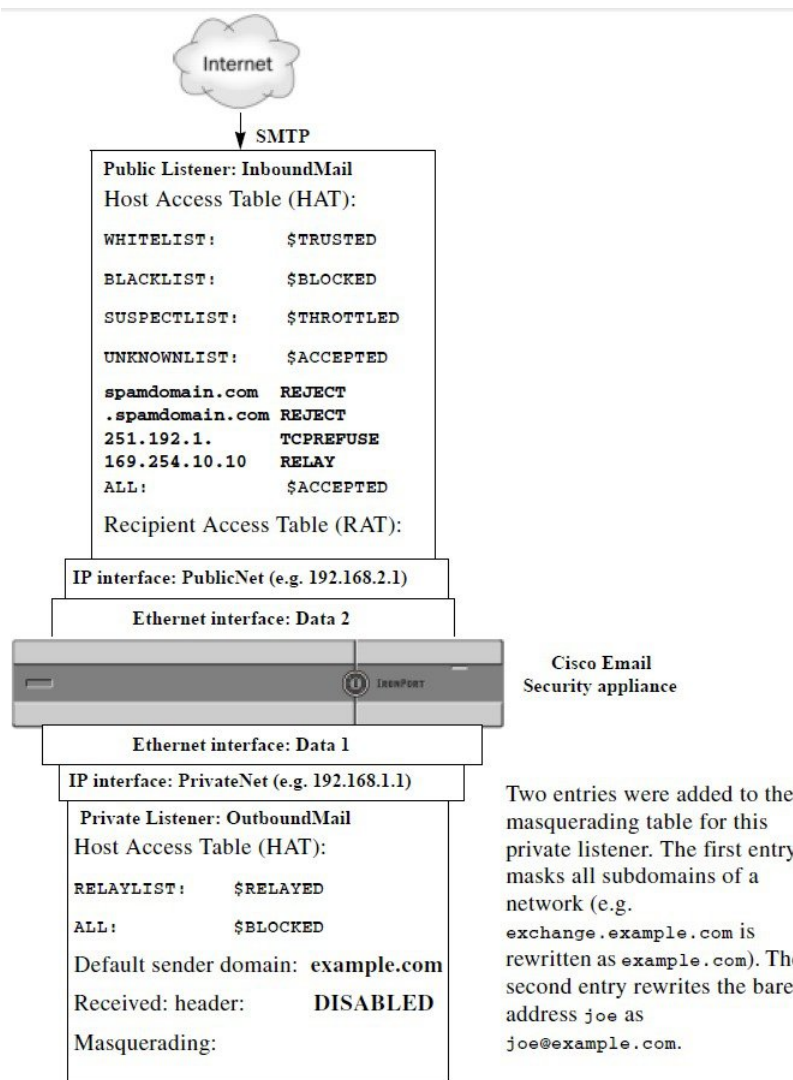 Internet
SMTP
Public Listener: InboundMail
Host Access Table (HAT):
WHITELIST: $TRUSTED
BLACKLIST: $BLOCKED
SUSPECTLIST: $THROTTLED
UNKNOWNLIST: $ACCEPTED
spamdomain.com REJECT
.spamdomain.com REJECT
251.192.1. TCPREFUSE
169.254.10.10 RELAY
ALL: $ACCEPTED
Recipient Access Table (RAT):
IP interface: PublicNet (e.g. 192.168.2.1)
Ethernet interface: Data 2
IRONPORT
Cisco Email
Security appliance
Ethernet interface: Data 1
IP interface: PrivateNet (e.g. 192.168.1.1)
Private Listener: OutboundMail
Host Access Table (HAT):
RELAYLIST: $RELAYED
ALL: $BLOCKED
Default sender domain: example.com
Received: header: DISABLED
Masquerading:
Two entries were added to the
masquerading table for this
private listener. The first entry
masks all subdomains of a
network (e.g.
exchange.example.com is
rewritten as example.com). The
second entry rewrites the bare
address joe as
joe@example.com.